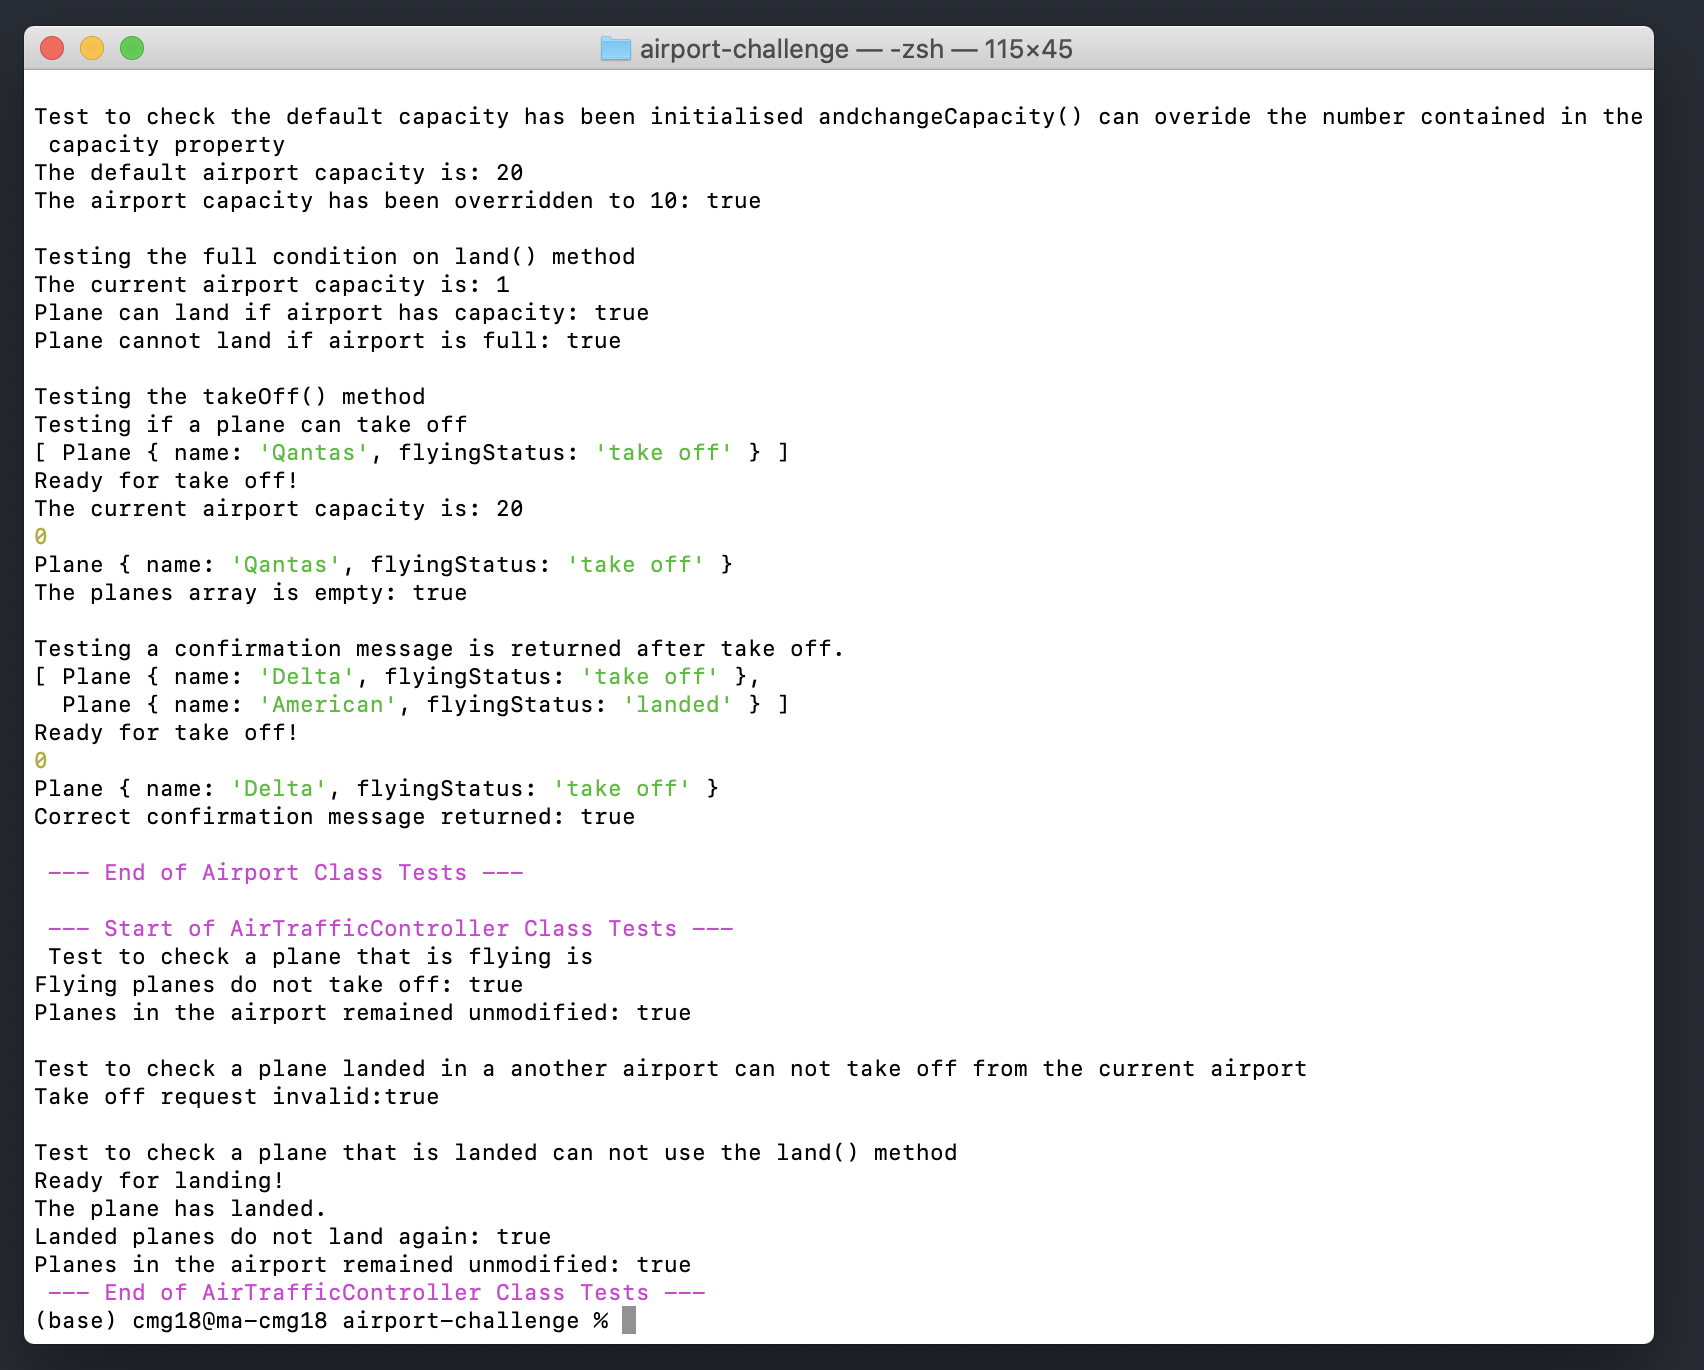 airport-challenge — -zsh — 115×45
Test to check the default capacity has been initialised andchangeCapacity() can overide the number contained in the
 capacity property
The default airport capacity is: 20
The airport capacity has been overridden to 10: true
Testing the full condition on land() method
The current airport capacity is: 1
Plane can land if airport has capacity: true
Plane cannot land if airport is full: true
Testing the takeOff() method
Testing if a plane can take off
[ Plane { name: 'Qantas', flyingStatus: 'take off' } ]
Ready for take off!
The current airport capacity is: 20
0
Plane { name: 'Qantas', flyingStatus: 'take off' }
The planes array is empty: true
Testing a confirmation message is returned after take off.
[ Plane { name: 'Delta', flyingStatus: 'take off' },
  Plane { name: 'American', flyingStatus: 'landed' } ]
Ready for take off!
0
Plane { name: 'Delta', flyingStatus: 'take off' }
Correct confirmation message returned: true
 --- End of Airport Class Tests ---
 --- Start of AirTrafficController Class Tests ---
 Test to check a plane that is flying is
Flying planes do not take off: true
Planes in the airport remained unmodified: true
Test to check a plane landed in a another airport can not take off from the current airport
Take off request invalid:true
Test to check a plane that is landed can not use the land() method
Ready for landing!
The plane has landed.
Landed planes do not land again: true
Planes in the airport remained unmodified: true
 --- End of AirTrafficController Class Tests ---
(base) cmg18@ma-cmg18 airport-challenge %